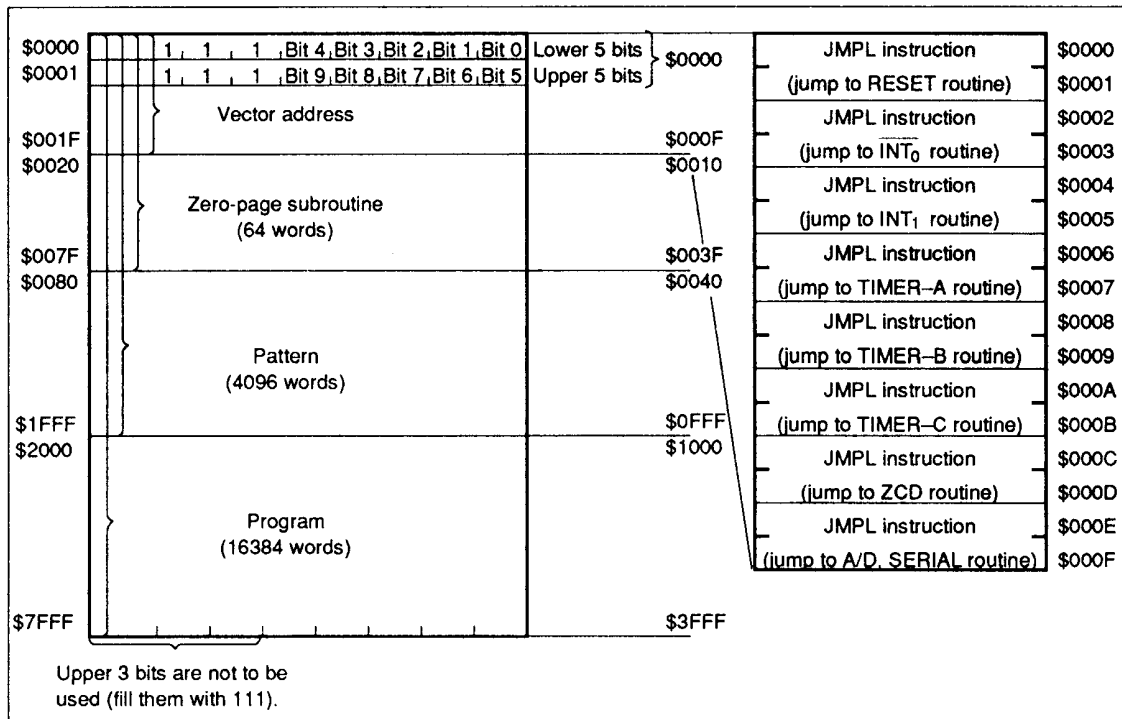 $0000 1 1 1 Bit 4 Bit 3 Bit 2 Bit 1 Bit 0 Lower 5 bits
$0001 1 1 1 Bit 9 Bit 8 Bit 7 Bit 6 Bit 5 Upper 5 bits
$0000
Vector address
$001F $000F
$0020 $0010
Zero-page subroutine
(64 words)
$007F $003F
$0080 $0040
Pattern
(4096 words)
$1FFF $0FFF
$2000 $1000
Program
(16384 words)
$7FFF $3FFF
Upper 3 bits are not to be
used (fill them with 111).
JMPL instruction $0000
(jump to RESET routine) $0001
JMPL instruction $0002
(jump to INT0 routine) $0003
JMPL instruction $0004
(jump to INT1 routine) $0005
JMPL instruction $0006
(jump to TIMER–A routine) $0007
JMPL instruction $0008
(jump to TIMER–B routine) $0009
JMPL instruction $000A
(jump to TIMER–C routine) $000B
JMPL instruction $000C
(jump to ZCD routine) $000D
JMPL instruction $000E
(jump to A/D, SERIAL routine) $000F